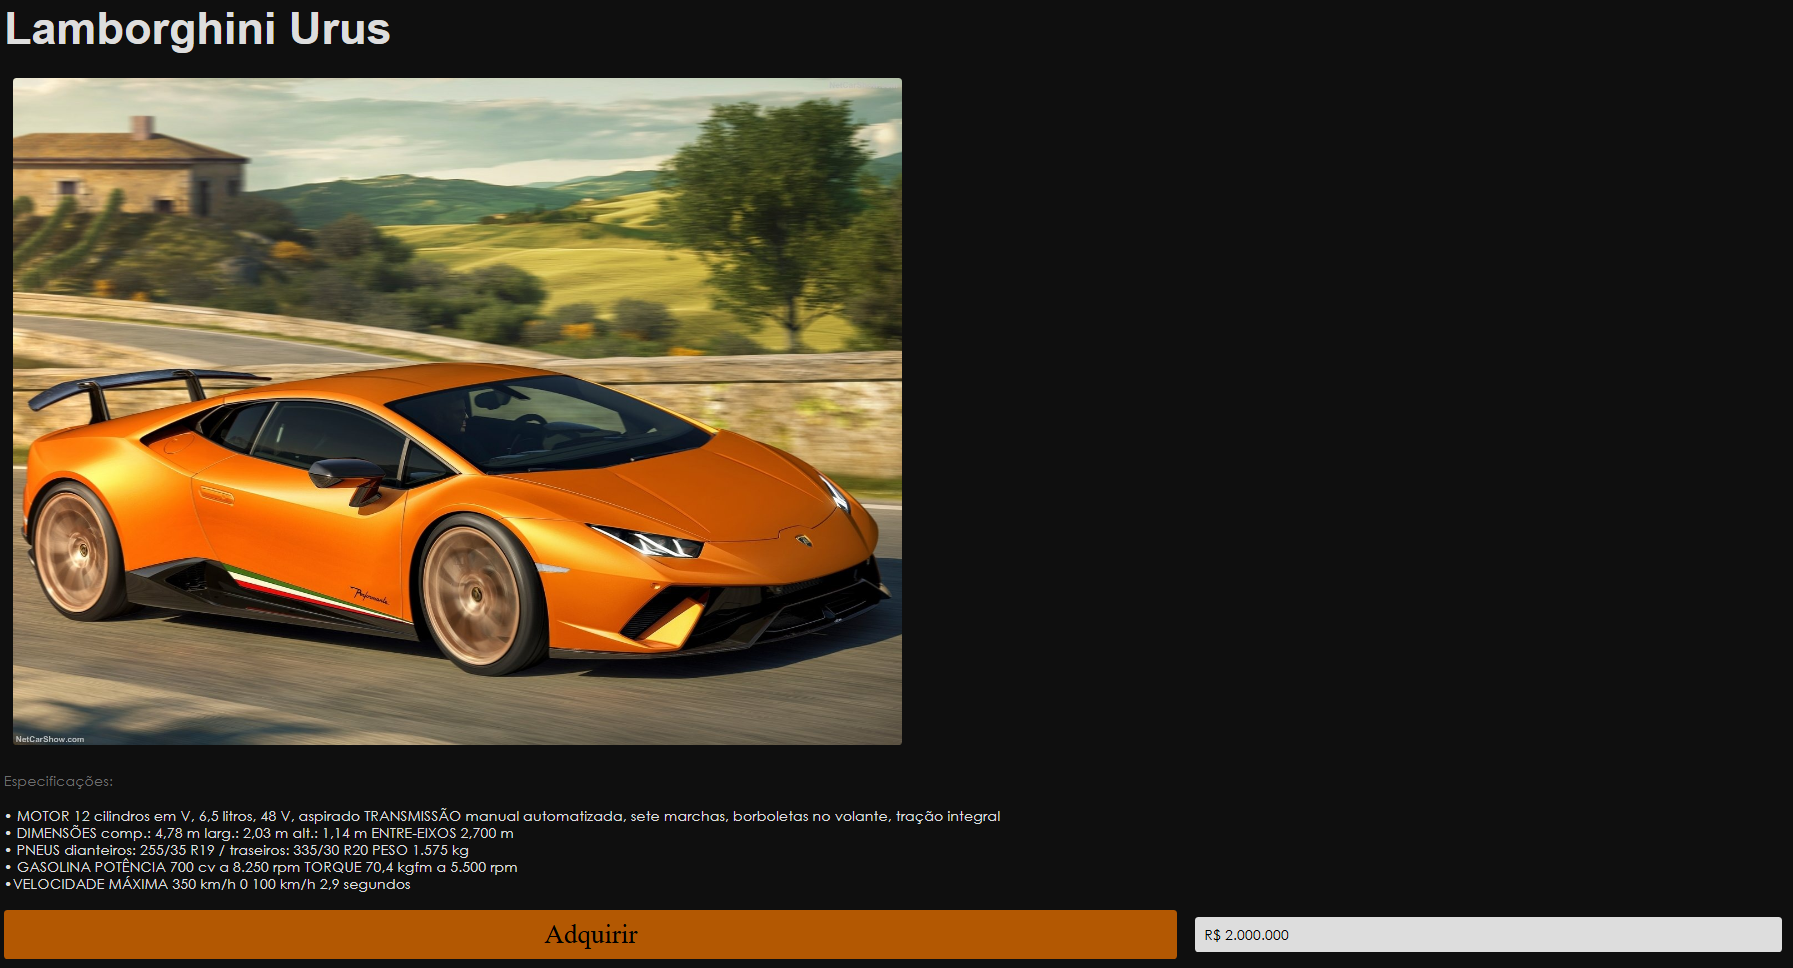 Lamborghini Urus
Performante
NetCarShow.com
Especificações:
• MOTOR 12 cilindros em V, 6,5 litros, 48 V, aspirado TRANSMISSÃO manual automatizada, sete marchas, borboletas no volante, tração integral
• DIMENSÕES comp.: 4,78 m larg.: 2,03 m alt.: 1,14 m ENTRE-EIXOS 2,700 m
• PNEUS dianteiros: 255/35 R19 / traseiros: 335/30 R20 PESO 1.575 kg
• GASOLINA POTÊNCIA 700 cv a 8.250 rpm TORQUE 70,4 kgfm a 5.500 rpm
•VELOCIDADE MÁXIMA 350 km/h 0 100 km/h 2,9 segundos
Adquirir
R$ 2.000.000